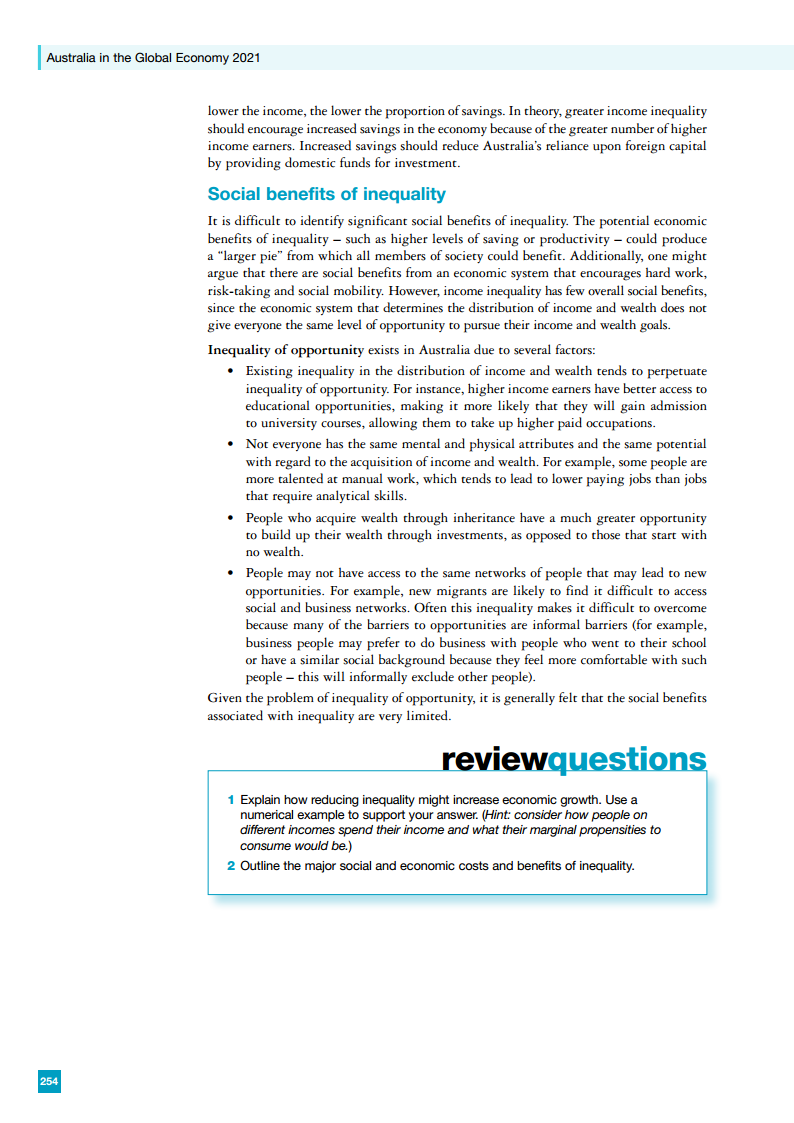 Australia in the Global Economy 2021
lower the income, the lower the proportion of savings. In theory, greater income inequality
should encourage increased savings in the economy because of the greater number of higher
income earners. Increased savings should reduce Australia's reliance upon foreign capital
by providing domestic funds for investment.
Social benefits of inequality
It is difficult to identify significant social benefits of inequality. The potential economic
benefits of inequality – such as higher levels of saving or productivity – could produce
a "larger pie" from which all members of society could benefit. Additionally, one might
argue that there are social benefits from an economic system that encourages hard work,
risk-taking and social mobility. However, income inequality has few overall social benefits,
since the economic system that determines the distribution of income and wealth does not
give everyone the same level of opportunity to pursue their income and wealth goals.
Inequality of opportunity exists in Australia due to several factors:
• Existing inequality in the distribution of income and wealth tends to perpetuate
inequality of opportunity. For instance, higher income earners have better access to
educational opportunities, making it more likely that they will gain admission
to university courses, allowing them to take up higher paid occupations.
• Not everyone has the same mental and physical attributes and the same potential
with regard to the acquisition of income and wealth. For example, some people are
more talented at manual work, which tends to lead to lower paying jobs than jobs
that require analytical skills.
• People who acquire wealth through inheritance have a much greater opportunity
to build up their wealth through investments, as opposed to those that start with
no wealth.
• People may not have access to the same networks of people that may lead to new
opportunities. For example, new migrants are likely to find it difficult to access
social and business networks. Often this inequality makes it difficult to overcome
because many of the barriers to opportunities are informal barriers (for example,
business people may prefer to do business with people who went to their school
or have a similar social background because they feel more comfortable with such
people – this will informally exclude other people).
Given the problem of inequality of opportunity, it is generally felt that the social benefits
associated with inequality are very limited.
reviewquestions
1 Explain how reducing inequality might increase economic growth. Use a
numerical example to support your answer. (Hint: consider how people on
different incomes spend their income and what their marginal propensities to
consume would be.)
2 Outline the major social and economic costs and benefits of inequality.
254